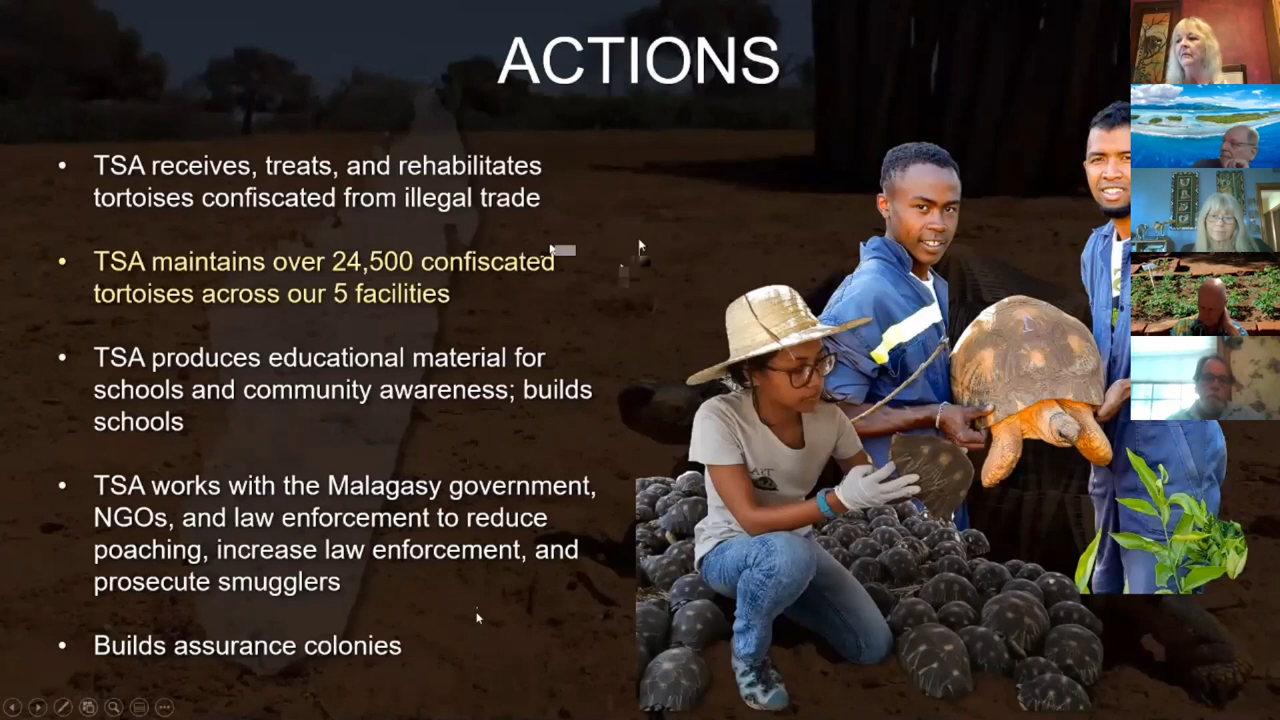 ACTIONS
• TSA receives, treats, and rehabilitates
tortoises confiscated from illegal trade
• TSA maintains over 24,500 confiscated
tortoises across our 5 facilities
• TSA produces educational material for
schools and community awareness; builds
schools
• TSA works with the Malagasy government,
NGOs, and law enforcement to reduce
poaching, increase law enforcement, and
prosecute smugglers
• Builds assurance colonies